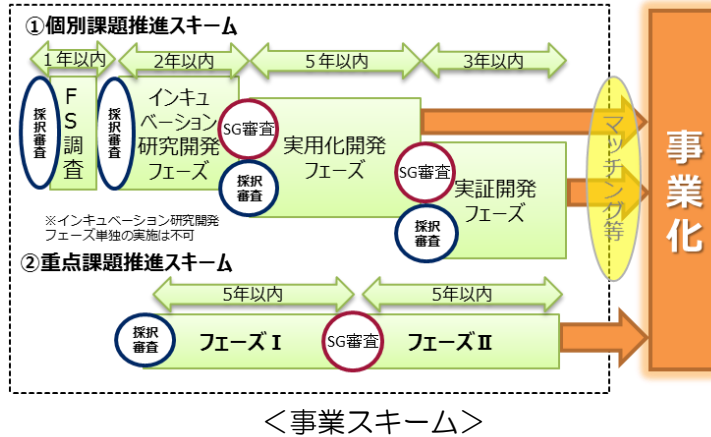 ①個別課題推進スキーム
1年以内
2年以内
5年以内
3年以内
採択
審査
FS調査
採択
審査
インキュ
ベーション
研究開発
フェーズ
SG審査
採択
審査
実用化開発
フェーズ
SG審査
採択
審査
実証開発
フェーズ
マッチング等
事業化
※インキュベーション研究開発
フェーズ単独の実施は不可
②重点課題推進スキーム
5年以内
5年以内
採択
審査
フェーズⅠ
SG審査
フェーズⅡ
＜事業スキーム＞